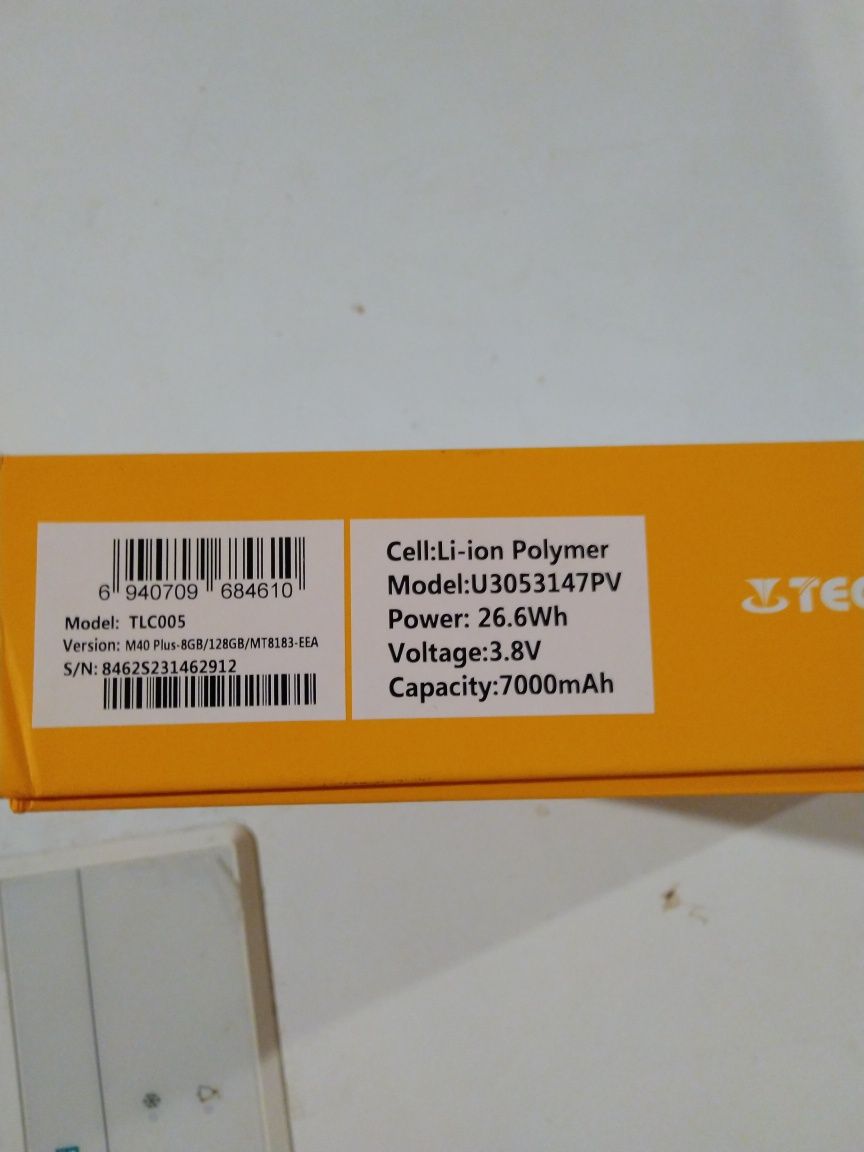 6 940709 684610
Model: TLC005
Version: M40 Plus-8GB/128GB/MT8183-EEA
S/N: 8462S231462912
Cell:Li-ion Polymer
Model:U3053147PV
Power: 26.6Wh
Voltage:3.8V
Capacity:7000mAh
TEC